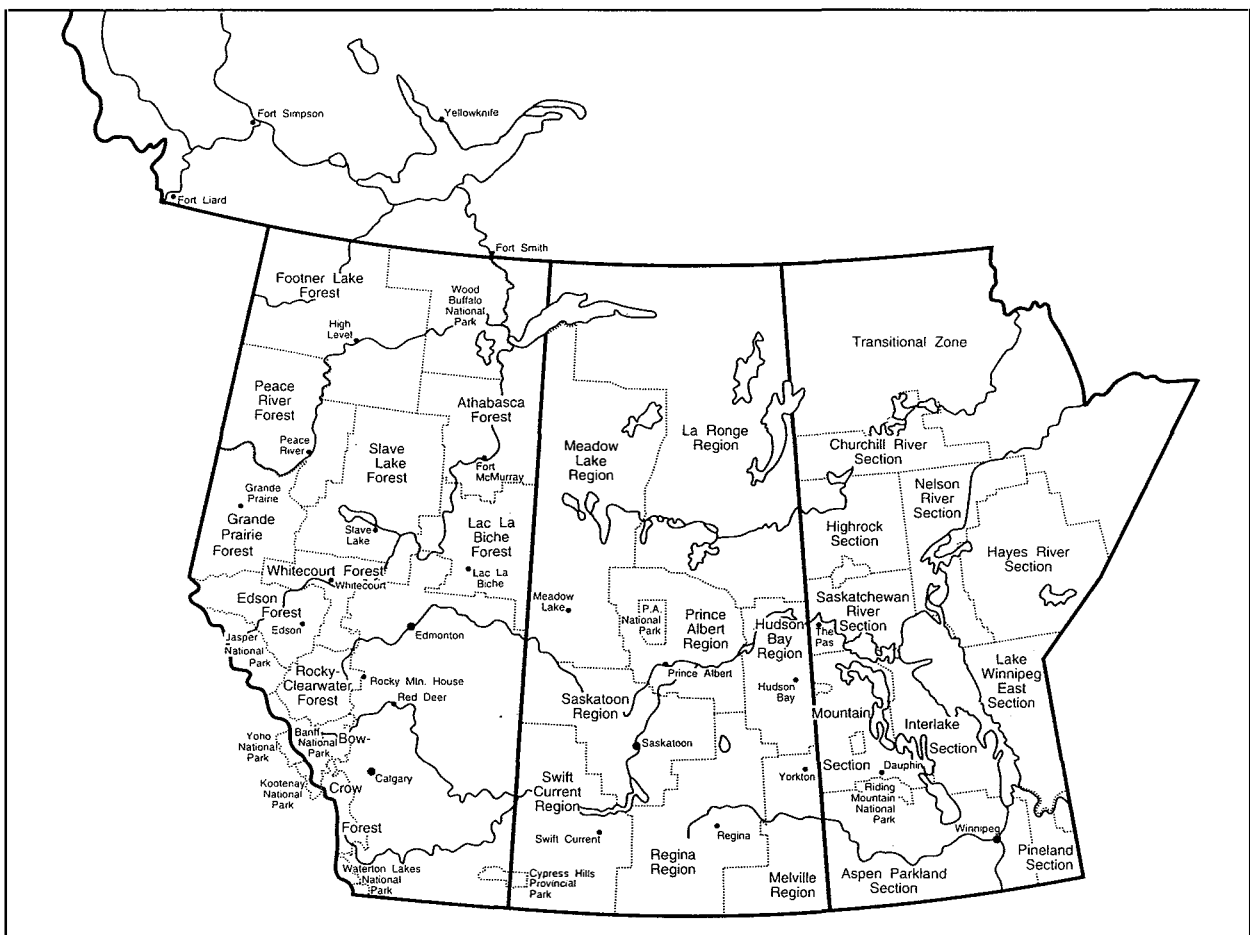 Fort Simpson
Yellowknife
Fort Liard
Fort Smith
Footner Lake
Forest
Wood
Buffalo
National
Park
High
Level
Transitional Zone
Peace
River
Forest
Athabasca
Forest
Peace
River
Slave
Lake
Forest
Fort
McMurray
Meadow
Lake
Region
La Ronge
Region
Churchill River
Section
Nelson
River
Section
Grande
Prairie
Grande
Prairie
Forest
Slave
Lake
Lac La
Biche
Forest
Lac La
Biche
Highrock
Section
Hayes River
Section
Whitecourt Forest
Whitecourt
Edson
Forest
Edson
Jasper
National
Park
Edmonton
Meadow
Lake
P.A.
National
Park
Prince
Albert
Region
Prince Albert
Hudson
Bay
Region
Hudson
Bay
Saskatchewan
River
Section
The
Pas
Lake
Winnipeg
East
Section
Rocky-
Clearwater
Forest
Rocky Mtn. House
Red Deer
Saskatoon
Region
Saskatoon
Mountain
Section
Interlake
Section
Yoho
National
Park
Banff
National
Park
Bow-
Crow
Forest
Kootenay
National
Park
Calgary
Swift
Current
Region
Swift Current
Yorkton
Dauphin
Riding
Mountain
National
Park
Winnipeg
Regina
Regina
Region
Melville
Region
Aspen Parkland
Section
Pineland
Section
Waterton Lakes
National
Park
Cypress Hills
Provincial
Park